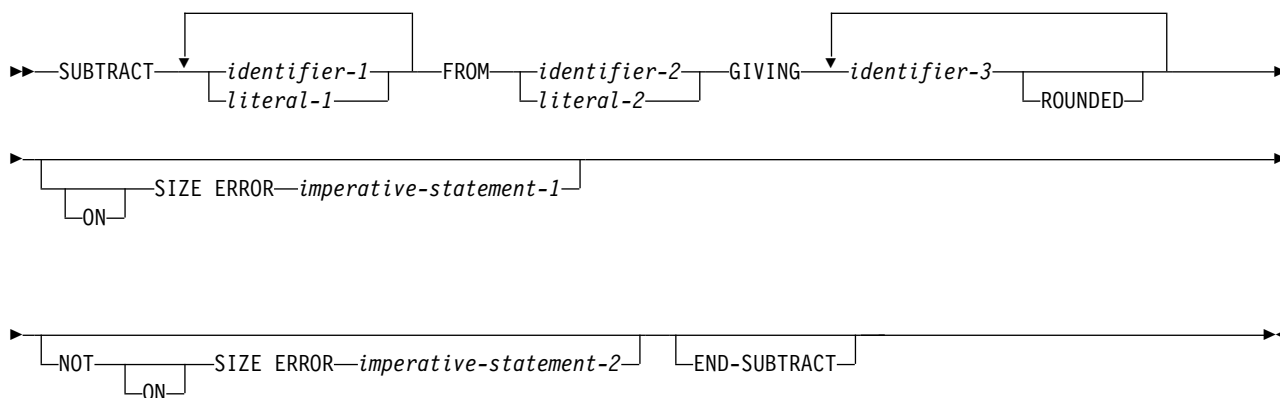 SUBTRACT identifier-1 FROM identifier-2 GIVING identifier-3
literal-1 literal-2 ROUNDED
SIZE ERROR imperative-statement-1
ON
NOT SIZE ERROR imperative-statement-2 END-SUBTRACT
ON